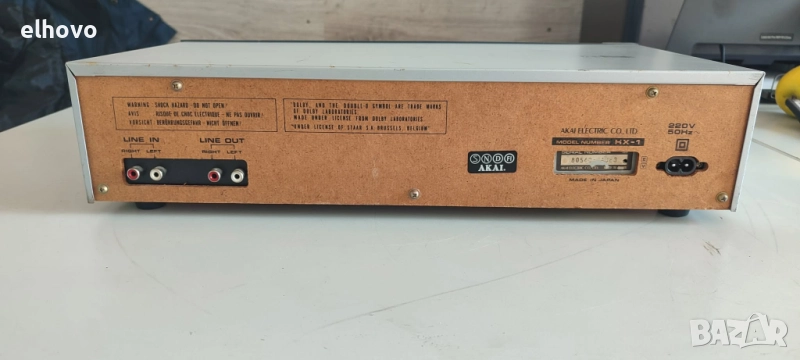 elhovo
WARNING : SHOCK HAZARD - DO NOT OPEN!
AVIS : RISQUE DE CHOC ELECTRIQUE - NE PAS OUVRIR!
VORSICHT : BERÜHRUNGSGEFAHR - NICHT ÖFFNEN!
"DOLBY, AND THE DOUBLE-D SYMBOL ARE TRADE MARKS
OF DOLBY LABORATORIES.
MADE UNDER LICENSE FROM DOLBY LABORATORIES."
"UNDER LICENSE OF STAAR S.A. BRUSSELS, BELGIUM"
LINE IN
RIGHT LEFT
LINE OUT
RIGHT LEFT
SNDA
AKAI
AKAI ELECTRIC CO., LTD
MODEL NUMBER HX-1
MADE IN JAPAN
220V
50Hz~
BAZAR